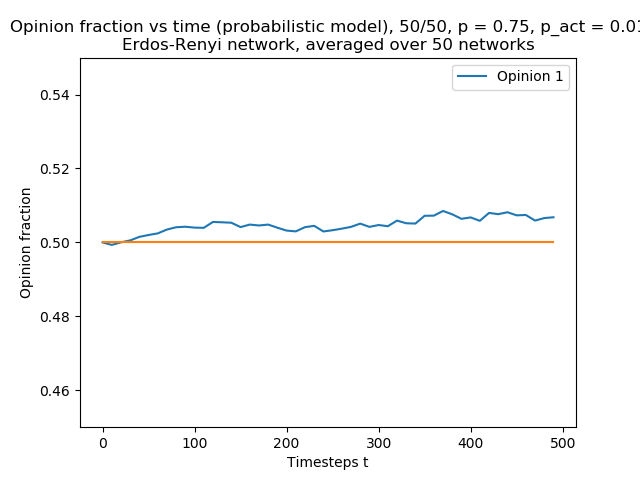 Opinion fraction vs time (probabilistic model), 50/50, p = 0.75, p_act = 0.01
Erdos-Renyi network, averaged over 50 networks
Opinion 1
0.54
0.52
0.50
0.48
0.46
Opinion fraction
0
100
200
300
400
500
Timesteps t